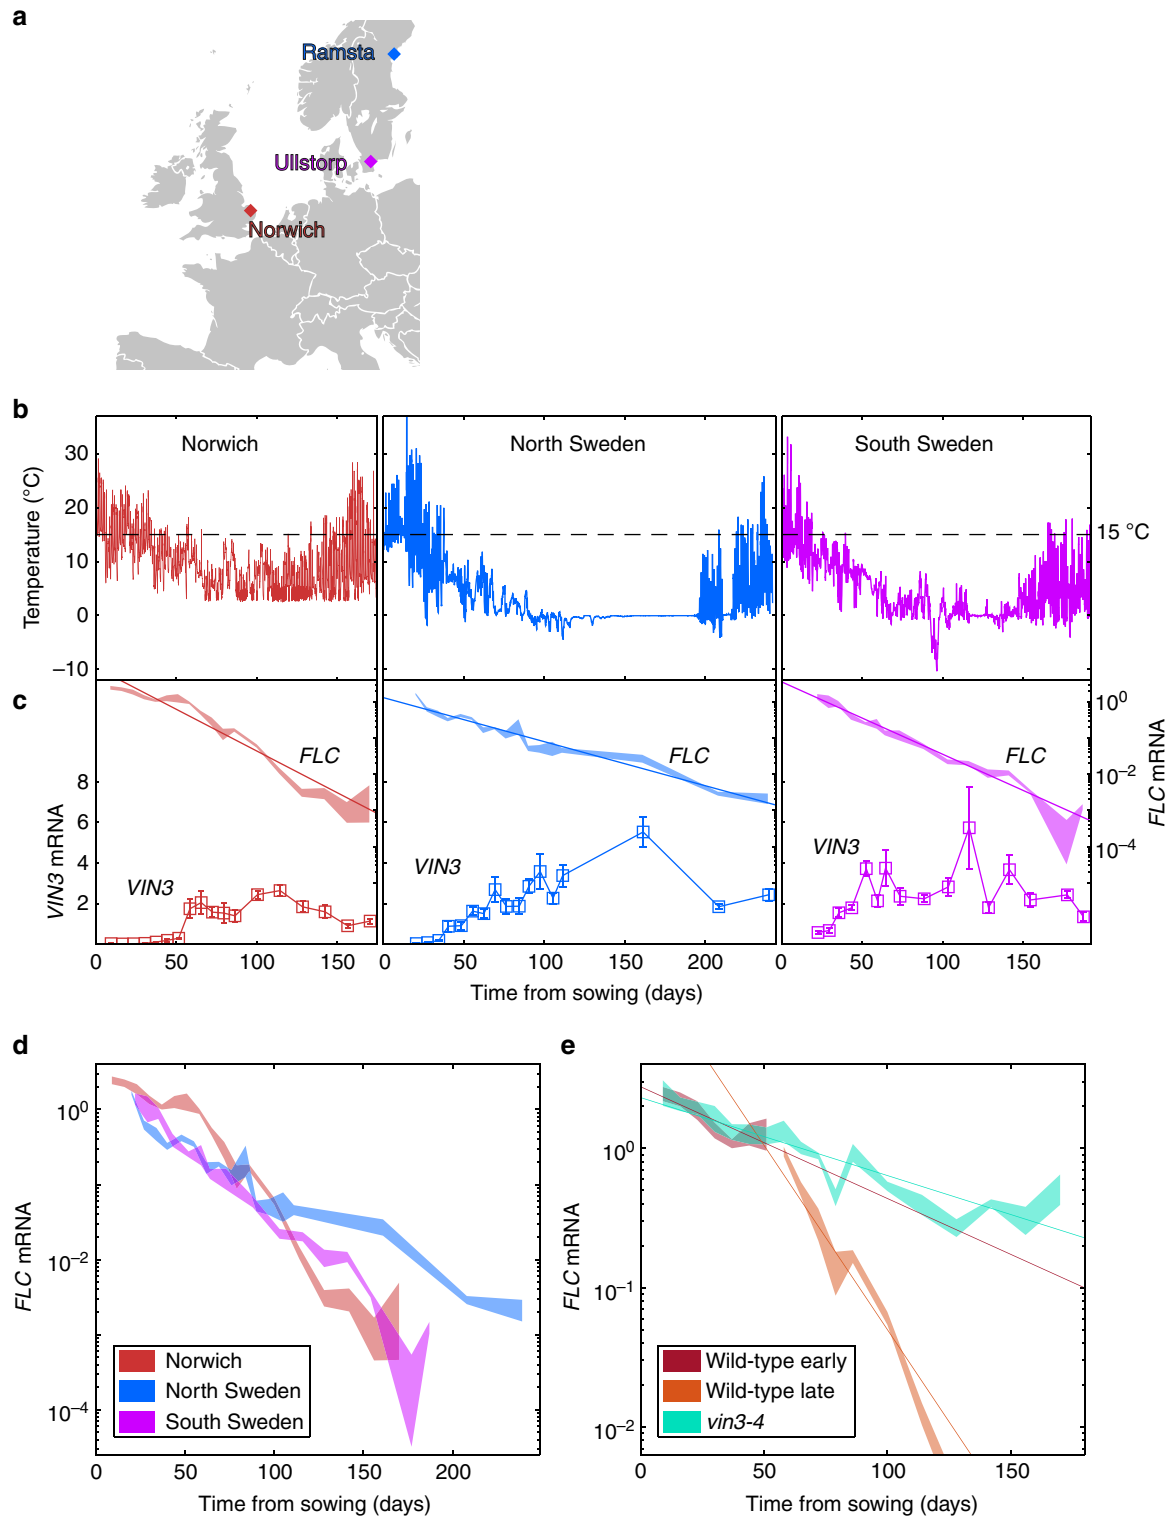 a
Ramsta
Ullstorp
Norwich
b
Norwich
North Sweden
South Sweden
Temperature (°C)
30
20
10
0
−10
15 °C
c
FLC
FLC
FLC
VIN3
VIN3
VIN3
VIN3 mRNA
8
6
4
2
10⁰
10⁻²
10⁻⁴
FLC mRNA
0 50 100 150
0 50 100 150 200
0 50 100 150
Time from sowing (days)
d
FLC mRNA
10⁰
10⁻²
10⁻⁴
Norwich
North Sweden
South Sweden
0 50 100 150 200
Time from sowing (days)
e
FLC mRNA
10⁰
10⁻¹
10⁻²
Wild-type early
Wild-type late
vin3-4
0 50 100 150
Time from sowing (days)